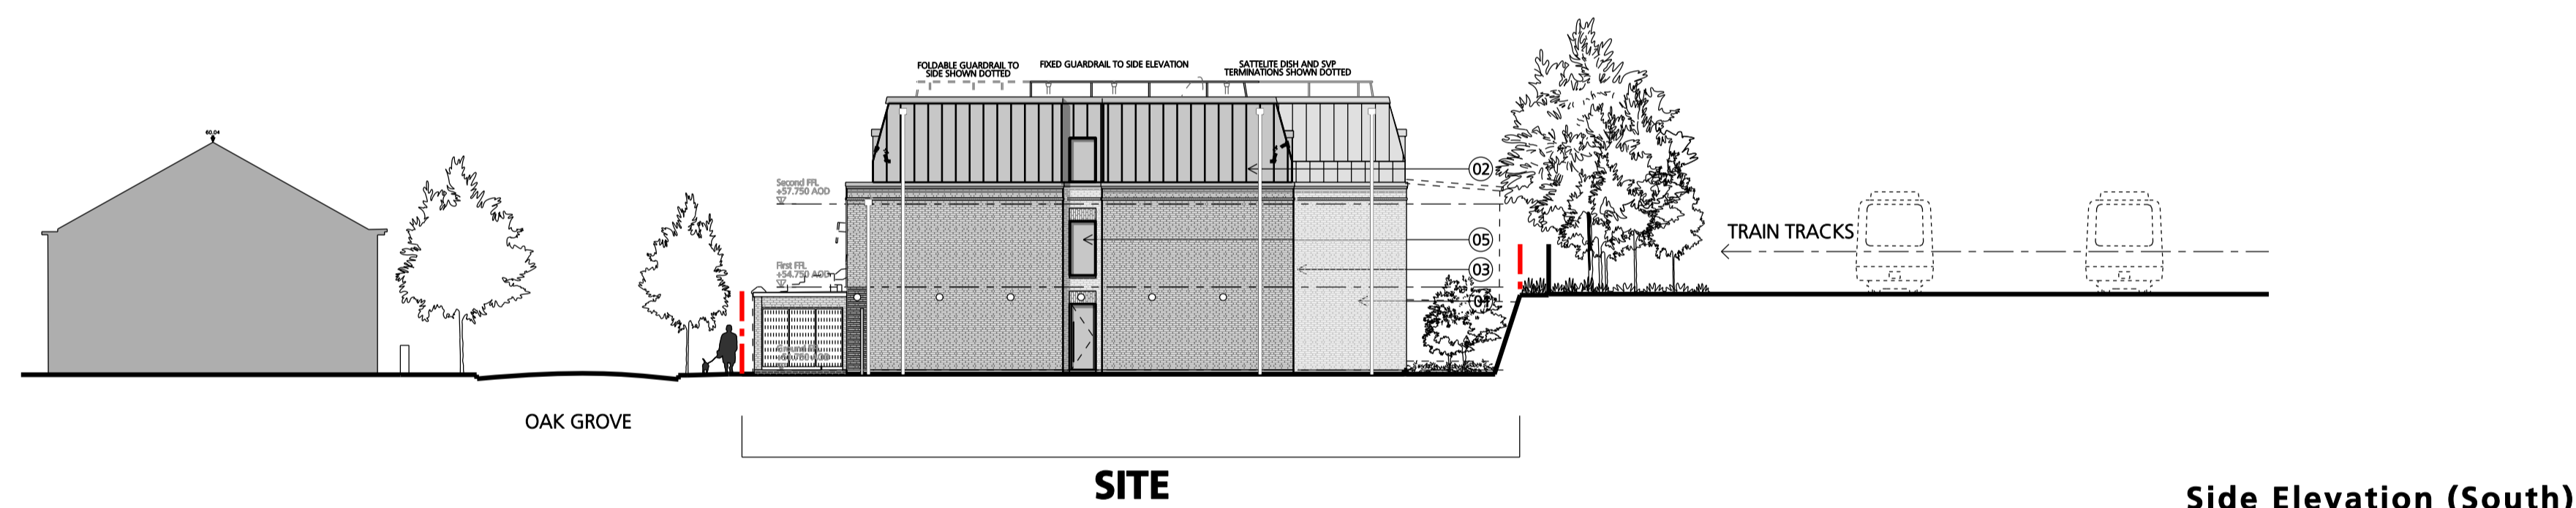 FOLDABLE GUARDRAIL TO
SIDE SHOWN DOTTED
FIXED GUARDRAIL TO SIDE ELEVATION
SATTELITE DISH AND SVP
TERMINATIONS SHOWN DOTTED
60.04
Second FFL
+57.750 AOD
First FFL
+54.750 AOD
02
05
03
01
TRAIN TRACKS
OAK GROVE
SITE
Side Elevation (South)